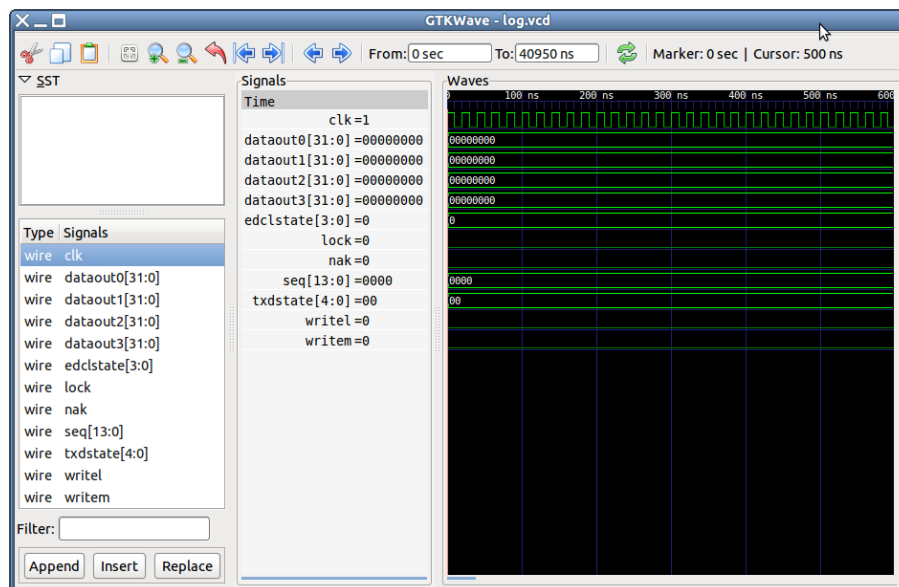 GTKWave - log.vcd
From: 0 sec To: 40950 ns Marker: 0 sec | Cursor: 500 ns
SST
Type Signals
wire clk
wire dataout0[31:0]
wire dataout1[31:0]
wire dataout2[31:0]
wire dataout3[31:0]
wire edclstate[3:0]
wire lock
wire nak
wire seq[13:0]
wire txdstate[4:0]
wire writel
wire writem
Filter:
Append Insert Replace
Signals
Time
clk=1
dataout0[31:0]=00000000
dataout1[31:0]=00000000
dataout2[31:0]=00000000
dataout3[31:0]=00000000
edclstate[3:0]=0
lock=0
nak=0
seq[13:0]=0000
txdstate[4:0]=00
writel=0
writem=0
Waves
100 ns 200 ns 300 ns 400 ns 500 ns 600
00000000
00000000
00000000
00000000
0
0000
00